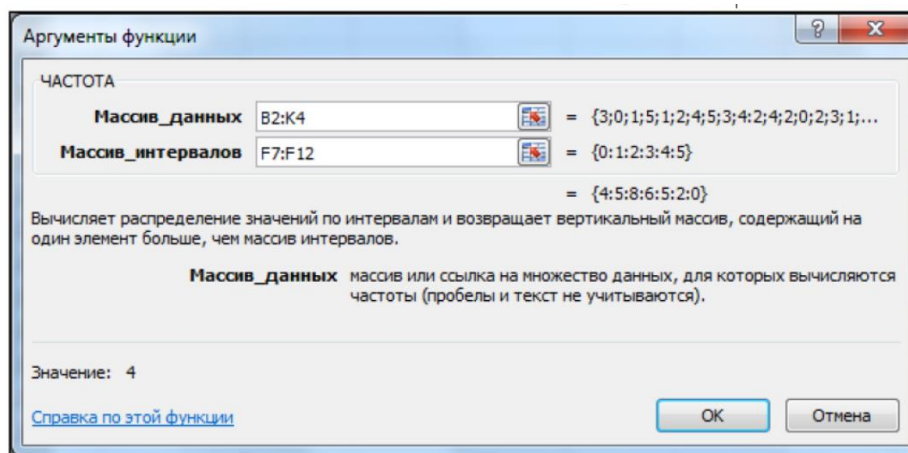 Аргументы функции
ЧАСТОТА
Массив_данных B2:K4 = {3;0;1;5;1;2;4;5;3;4:2;4;2;0;2;3;1;...
Массив_интервалов F7:F12 = {0:1:2:3:4:5}
= {4:5:8:6:5:2:0}
Вычисляет распределение значений по интервалам и возвращает вертикальный массив, содержащий на
один элемент больше, чем массив интервалов.
Массив_данных массив или ссылка на множество данных, для которых вычисляются
частоты (пробелы и текст не учитываются).
Значение: 4
Справка по этой функции
ОК
Отмена